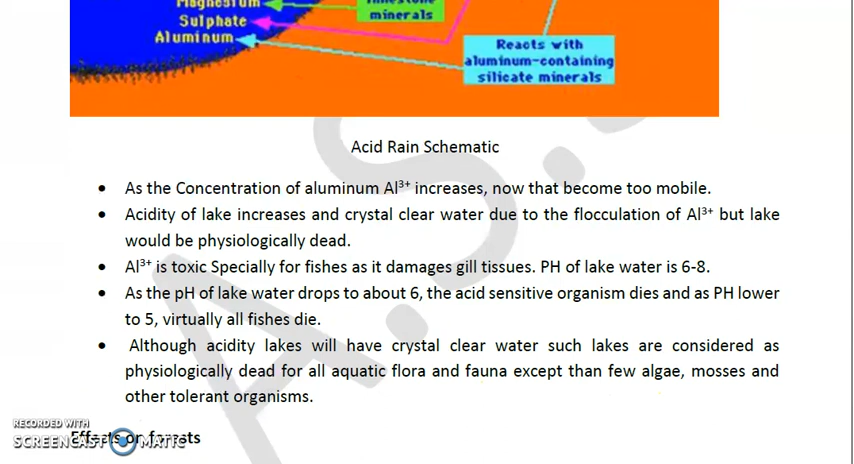 Magnesium
Sulphate
Aluminum
minerals
Reacts with
aluminum-containing
silicate minerals
Acid Rain Schematic
• As the Concentration of aluminum Al³⁺ increases, now that become too mobile.
• Acidity of lake increases and crystal clear water due to the flocculation of Al³⁺ but lake
would be physiologically dead.
• Al³⁺ is toxic Specially for fishes as it damages gill tissues. PH of lake water is 6-8.
• As the pH of lake water drops to about 6, the acid sensitive organism dies and as PH lower
to 5, virtually all fishes die.
• Although acidity lakes will have crystal clear water such lakes are considered as
physiologically dead for all aquatic flora and fauna except than few algae, mosses and
other tolerant organisms.
RECORDED WITH
SCREENCAST MATIC
Effects on forests